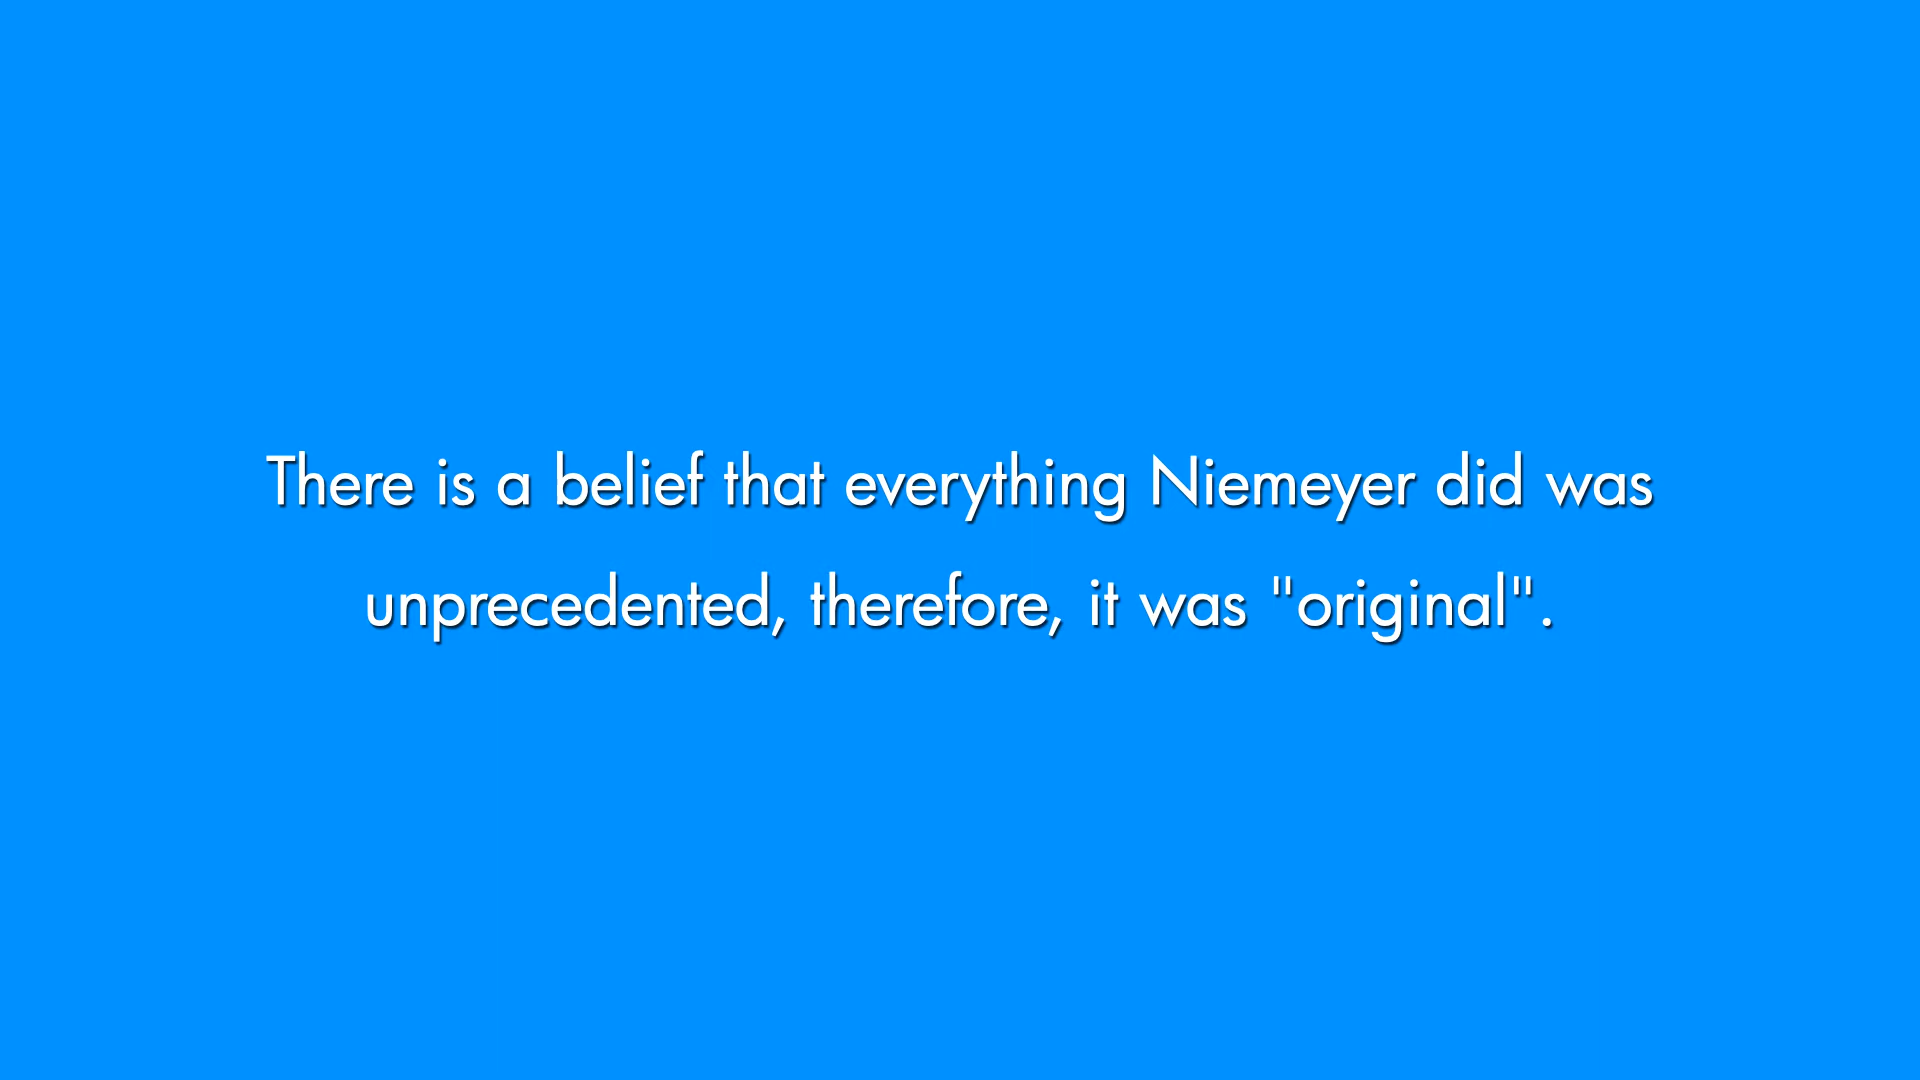 There is a belief that everything Niemeyer did was
unprecedented, therefore, it was "original".